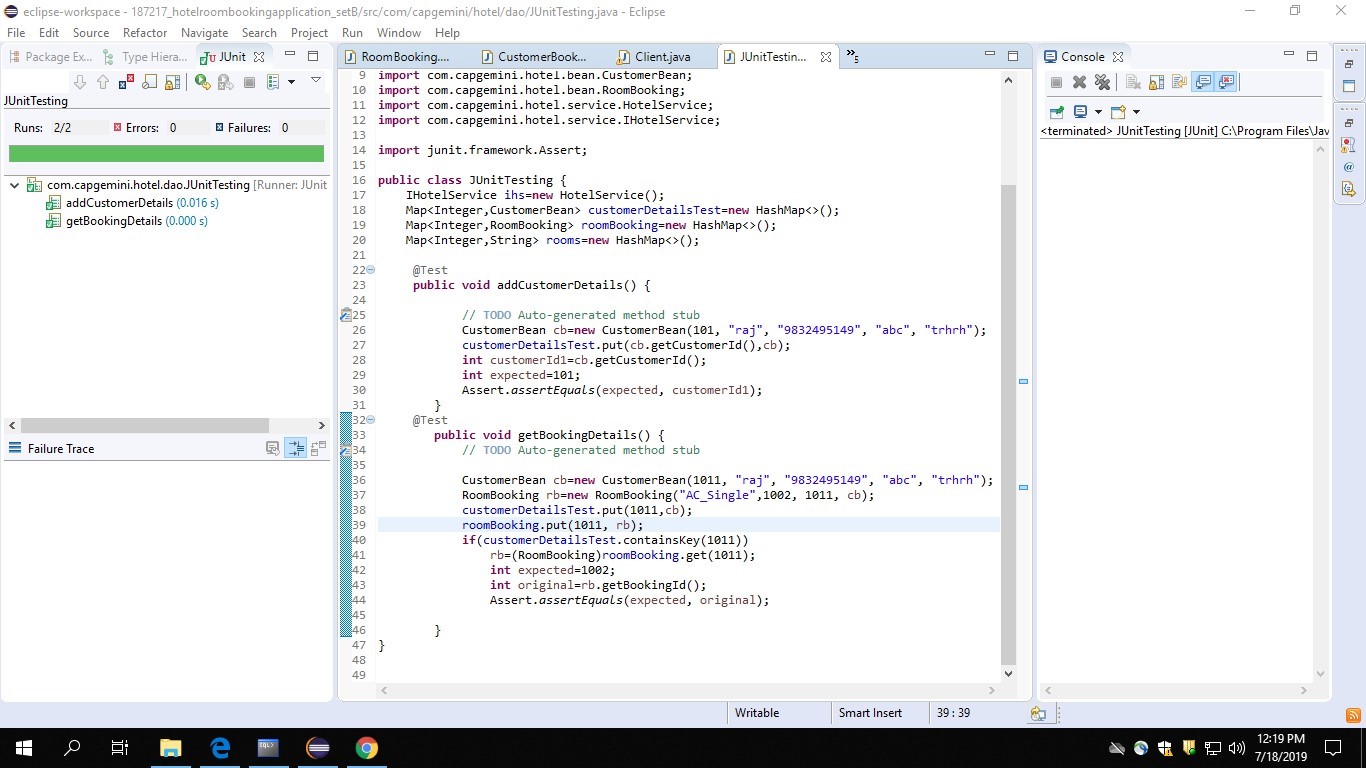 eclipse-workspace - 187217_hotelroombookingapplication_setB/src/com/capgemini/hotel/dao/JUnitTesting.java - Eclipse
File Edit Source Refactor Navigate Search Project Run Window Help
Package Ex... Type Hiera... JUnit
RoomBooking.... CustomerBook... Client.java JUnitTestin... »5
Console
JUnitTesting
Runs: 2/2 Errors: 0 Failures: 0
com.capgemini.hotel.dao.JUnitTesting [Runner: JUnit
addCustomerDetails (0.016 s)
getBookingDetails (0.000 s)
Failure Trace
9 import com.capgemini.hotel.bean.CustomerBean;
10 import com.capgemini.hotel.bean.RoomBooking;
11 import com.capgemini.hotel.service.HotelService;
12 import com.capgemini.hotel.service.IHotelService;
13
14 import junit.framework.Assert;
15
16 public class JUnitTesting {
17 IHotelService ihs=new HotelService();
18 Map<Integer,CustomerBean> customerDetailsTest=new HashMap<>();
19 Map<Integer,RoomBooking> roomBooking=new HashMap<>();
20 Map<Integer,String> rooms=new HashMap<>();
21
22 @Test
23 public void addCustomerDetails() {
24
25 // TODO Auto-generated method stub
26 CustomerBean cb=new CustomerBean(101, "raj", "9832495149", "abc", "trhrh");
27 customerDetailsTest.put(cb.getCustomerId(),cb);
28 int customerId1=cb.getCustomerId();
29 int expected=101;
30 Assert.assertEquals(expected, customerId1);
31 }
32 @Test
33 public void getBookingDetails() {
34 // TODO Auto-generated method stub
35
36 CustomerBean cb=new CustomerBean(1011, "raj", "9832495149", "abc", "trhrh");
37 RoomBooking rb=new RoomBooking("AC_Single",1002, 1011, cb);
38 customerDetailsTest.put(1011,cb);
39 roomBooking.put(1011, rb);
40 if(customerDetailsTest.containsKey(1011))
41 rb=(RoomBooking)roomBooking.get(1011);
42 int expected=1002;
43 int original=rb.getBookingId();
44 Assert.assertEquals(expected, original);
45
46 }
47 }
48
49
<terminated> JUnitTesting [JUnit] C:\Program Files\Jav
Writable Smart Insert 39 : 39
12:19 PM
7/18/2019